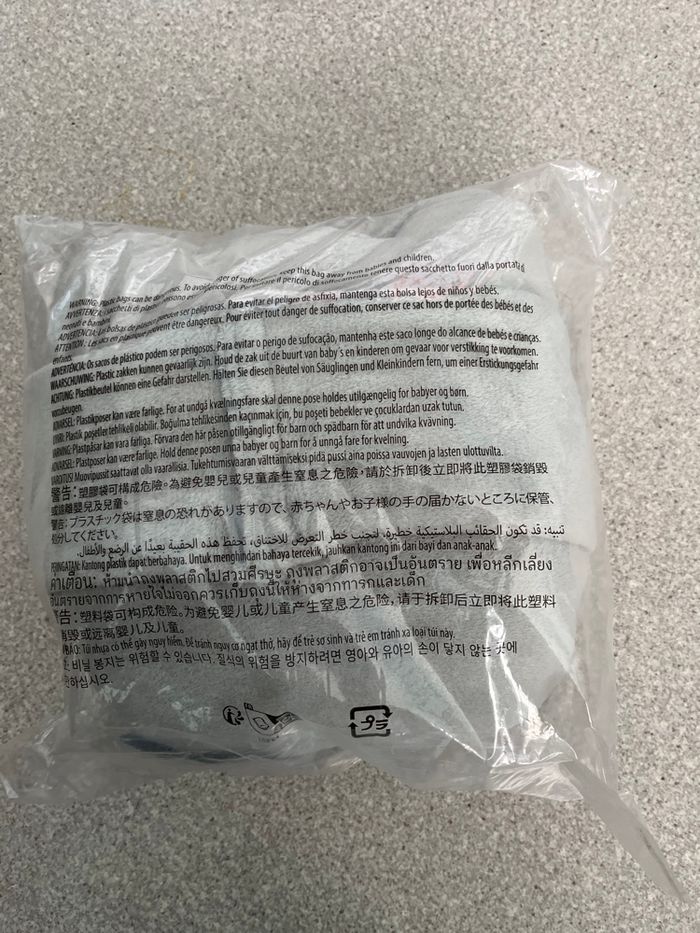 WARNING: Plastic bags can be dangerous. To avoid danger of suffocation, keep this bag away from babies and children.
AVVERTENZA: I sacchetti di plastica possono essere pericolosi. Per evitare il pericolo di soffocamento tenere questo sacchetto fuori dalla portata di
neonati e bambini.
ADVERTENCIA: Las bolsas de plástico pueden ser peligrosas. Para evitar el peligro de asfixia, mantenga esta bolsa lejos de niños y bebés.
ATTENTION : Les sacs en plastique peuvent être dangereux. Pour éviter tout danger de suffocation, conserver ce sac hors de portée des bébés et des
enfants.
ADVERTÊNCIA: Os sacos de plástico podem ser perigosos. Para evitar o perigo de sufocação, mantenha este saco longe do alcance de bebés e crianças.
WAARSCHUWING: Plastic zakken kunnen gevaarlijk zijn. Houd de zak uit de buurt van baby´s en kinderen om gevaar voor verstikking te voorkomen.
ACHTUNG: Plastikbeutel können eine Gefahr darstellen. Halten Sie diesen Beutel von Säuglingen und Kleinkindern fern, um einer Erstickungsgefahr
vorzubeugen.
ADVARSEL: Plastikposer kan være farlige. For at undgå kvælningsfare skal denne pose holdes utilgængelig for babyer og børn.
UYARI: Plastik poşetler tehlikeli olabilir. Boğulma tehlikesinden kaçınmak için, bu poşeti bebekler ve çocuklardan uzak tutun.
VARNING: Plastpåsar kan vara farliga. Förvara den här påsen otillgängligt för barn och spädbarn för att undvika kvävning.
ADVARSEL: Plastposer kan være farlige. Hold denne posen unna babyer og barn for å unngå fare for kvelning.
VAROITUS! Muovipussit saattavat olla vaarallisia. Tukehtumisvaaran välttämiseksi pidä pussi aina poissa vauvojen ja lasten ulottuvilta.
警告：塑膠袋可構成危險。為避免嬰兒或兒童產生窒息之危險，請於拆卸後立即將此塑膠袋銷毀
或遠離嬰兒及兒童。
警告：プラスチック袋は窒息の恐れがありますので、赤ちゃんやお子様の手の届かないところに保管、
処分してください。
تنبيه: قد تكون الحقائب البلاستيكية خطيرة، لتجنب خطر التعرض للاختناق، تحفظ هذه الحقيبة بعيدًا عن الرضع والأطفال.
PERINGATAN: Kantong plastik dapat berbahaya. Untuk menghindari bahaya tercekik, jauhkan kantong ini dari bayi dan anak-anak.
คำเตือน: ห้ามนำถุงพลาสติกไปสวมศีรษะ ถุงพลาสติกอาจเป็นอันตราย เพื่อหลีกเลี่ยง
อันตรายจากการหายใจไม่ออกควรเก็บถุงนี้ให้ห่างจากทารกและเด็ก
警告：塑料袋可构成危险。为避免婴儿或儿童产生窒息之危险，请于拆卸后立即将此塑料
销毁或远离婴儿及儿童。
BÁO: Túi nhựa có thể gây nguy hiểm. Để tránh nguy cơ ngạt thở, hãy để trẻ sơ sinh và trẻ em tránh xa loại túi này.
비닐 봉지는 위험할 수 있습니다. 질식의 위험을 방지하려면 영아와 유아의 손이 닿지 않는 곳에
하십시오.
プラ